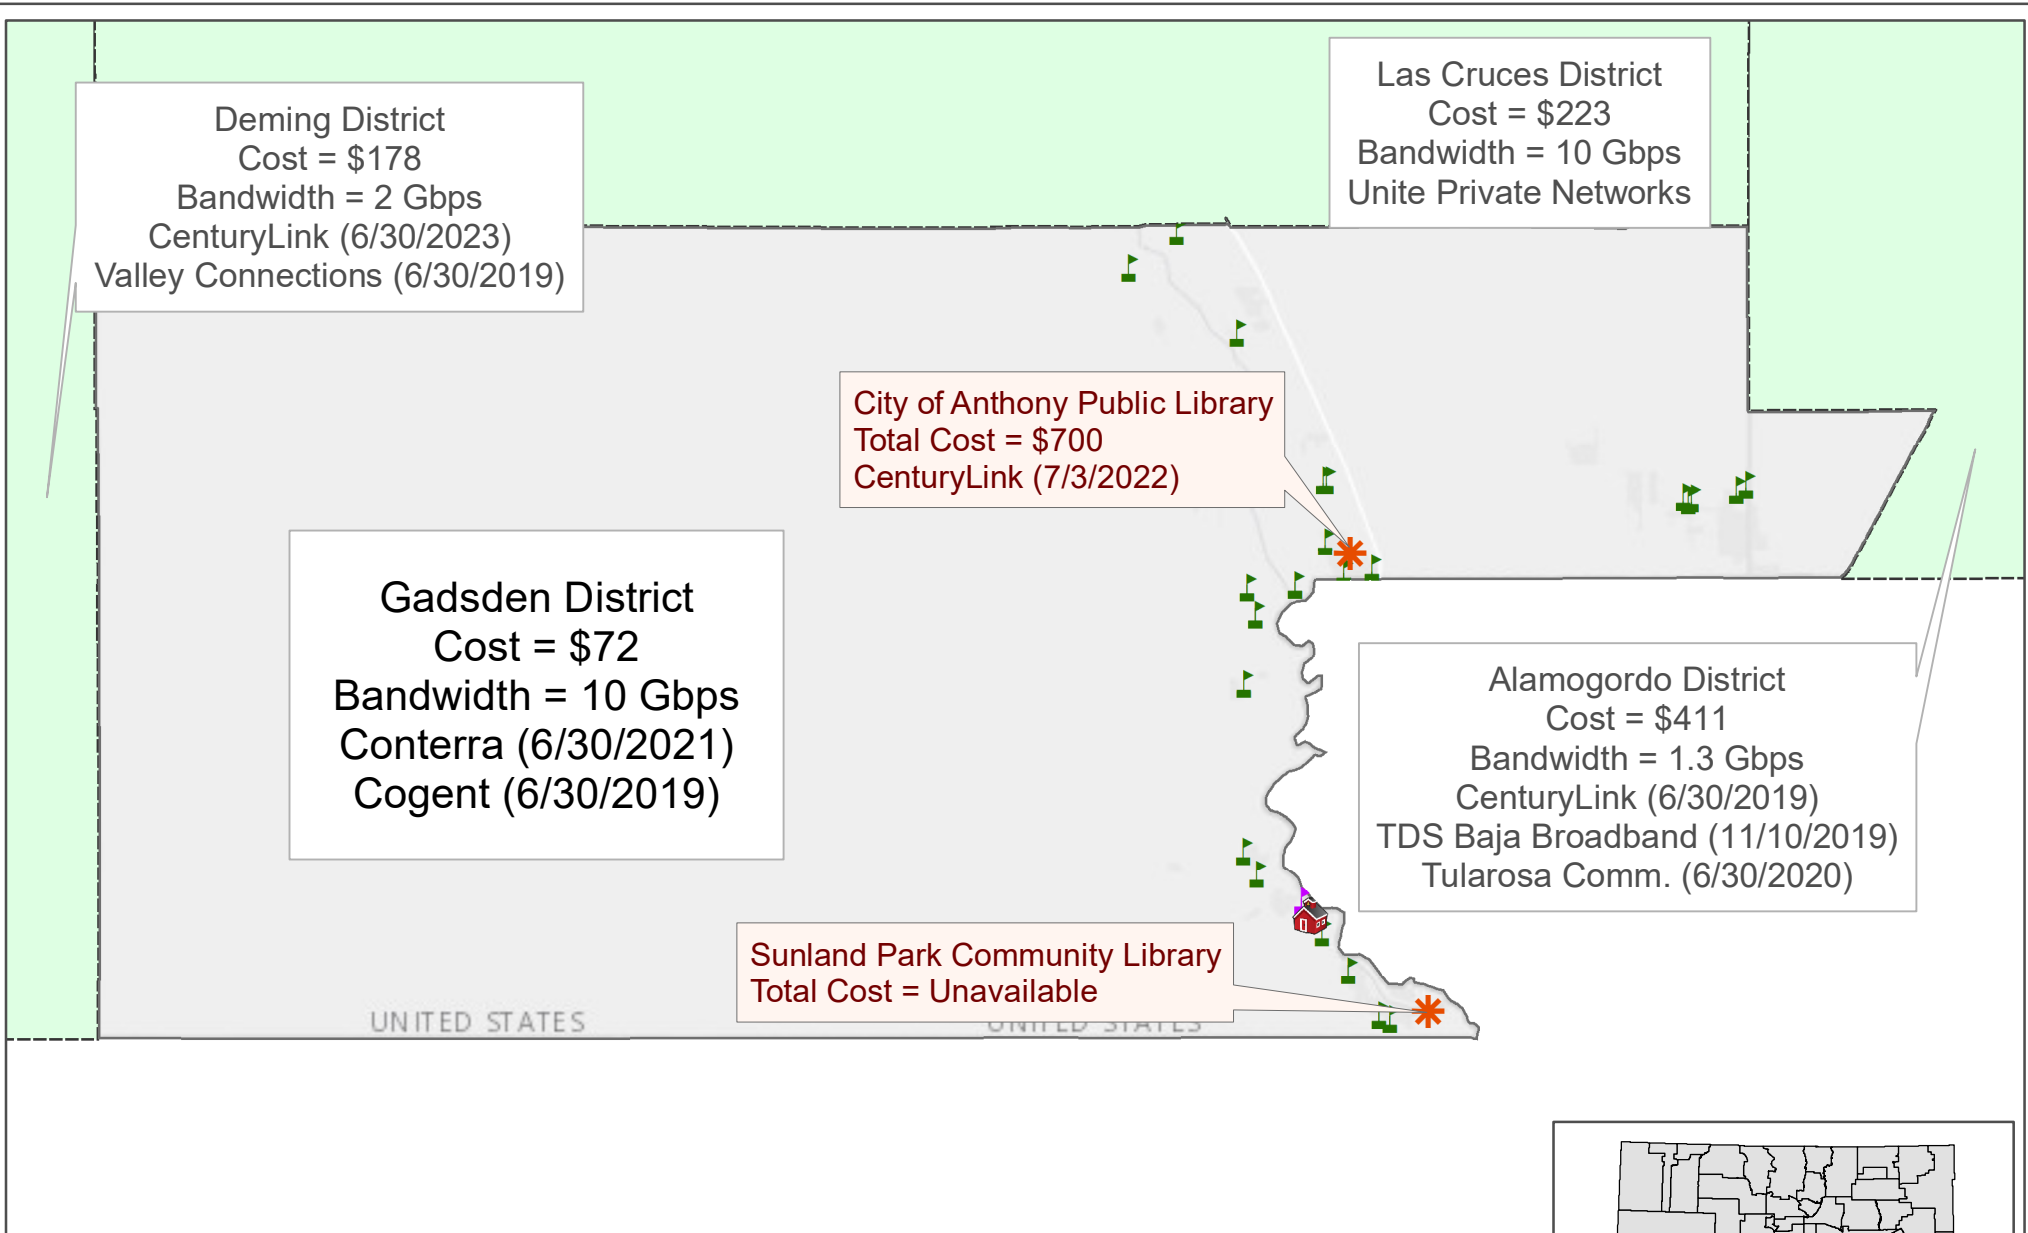 Deming District
Cost = $178
Bandwidth = 2 Gbps
CenturyLink (6/30/2023)
Valley Connections (6/30/2019)
Las Cruces District
Cost = $223
Bandwidth = 10 Gbps
Unite Private Networks
City of Anthony Public Library
Total Cost = $700
CenturyLink (7/3/2022)
Gadsden District
Cost = $72
Bandwidth = 10 Gbps
Conterra (6/30/2021)
Cogent (6/30/2019)
Alamogordo District
Cost = $411
Bandwidth = 1.3 Gbps
CenturyLink (6/30/2019)
TDS Baja Broadband (11/10/2019)
Tularosa Comm. (6/30/2020)
Sunland Park Community Library
Total Cost = Unavailable
UNITED STATES
UNITED STATES